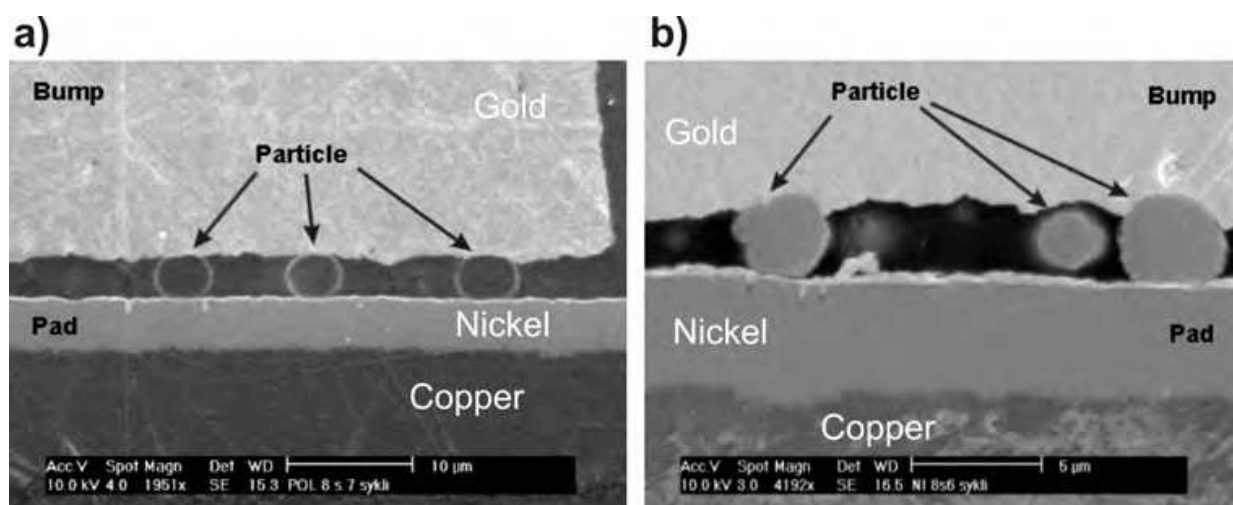 a)
Bump
Gold
Particle
Pad
Nickel
Copper
Acc.V Spot Magn Det WD 10 µm
10.0 kV 4.0 1951x SE 15.3 POL 8 s 7 sykli
b)
Particle
Bump
Gold
Nickel
Pad
Copper
Acc.V Spot Magn Det WD 5 µm
10.0 kV 3.0 4192x SE 16.5 NI 8s6 sykli